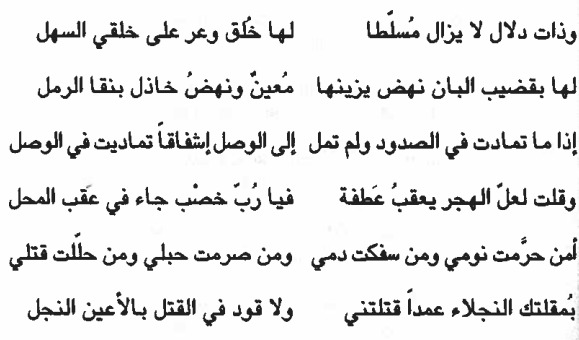 وذات دلال لا يزال مُسلّطا لها خُلق وعر على خلقي السهل
لها بقضيب البان نهض يزينها مُعينٌ ونهضُ خاذل بنقا الرمل
إذا ما تمادت في الصدود ولم تمل إلى الوصل إشفاقاً تماديت في الوصل
وقلت لعلّ الهجر يعقبُ عَطفة فيا رُبّ خصْب جاء في عَقب المحل
أمن حرَّمت نومي ومن سفكت دمي ومن صرمت حبلي ومن حلّلت قتلي
بُمقلتك النجلاء عمداً قتلتني ولا قود في القتل بالأعين النجل